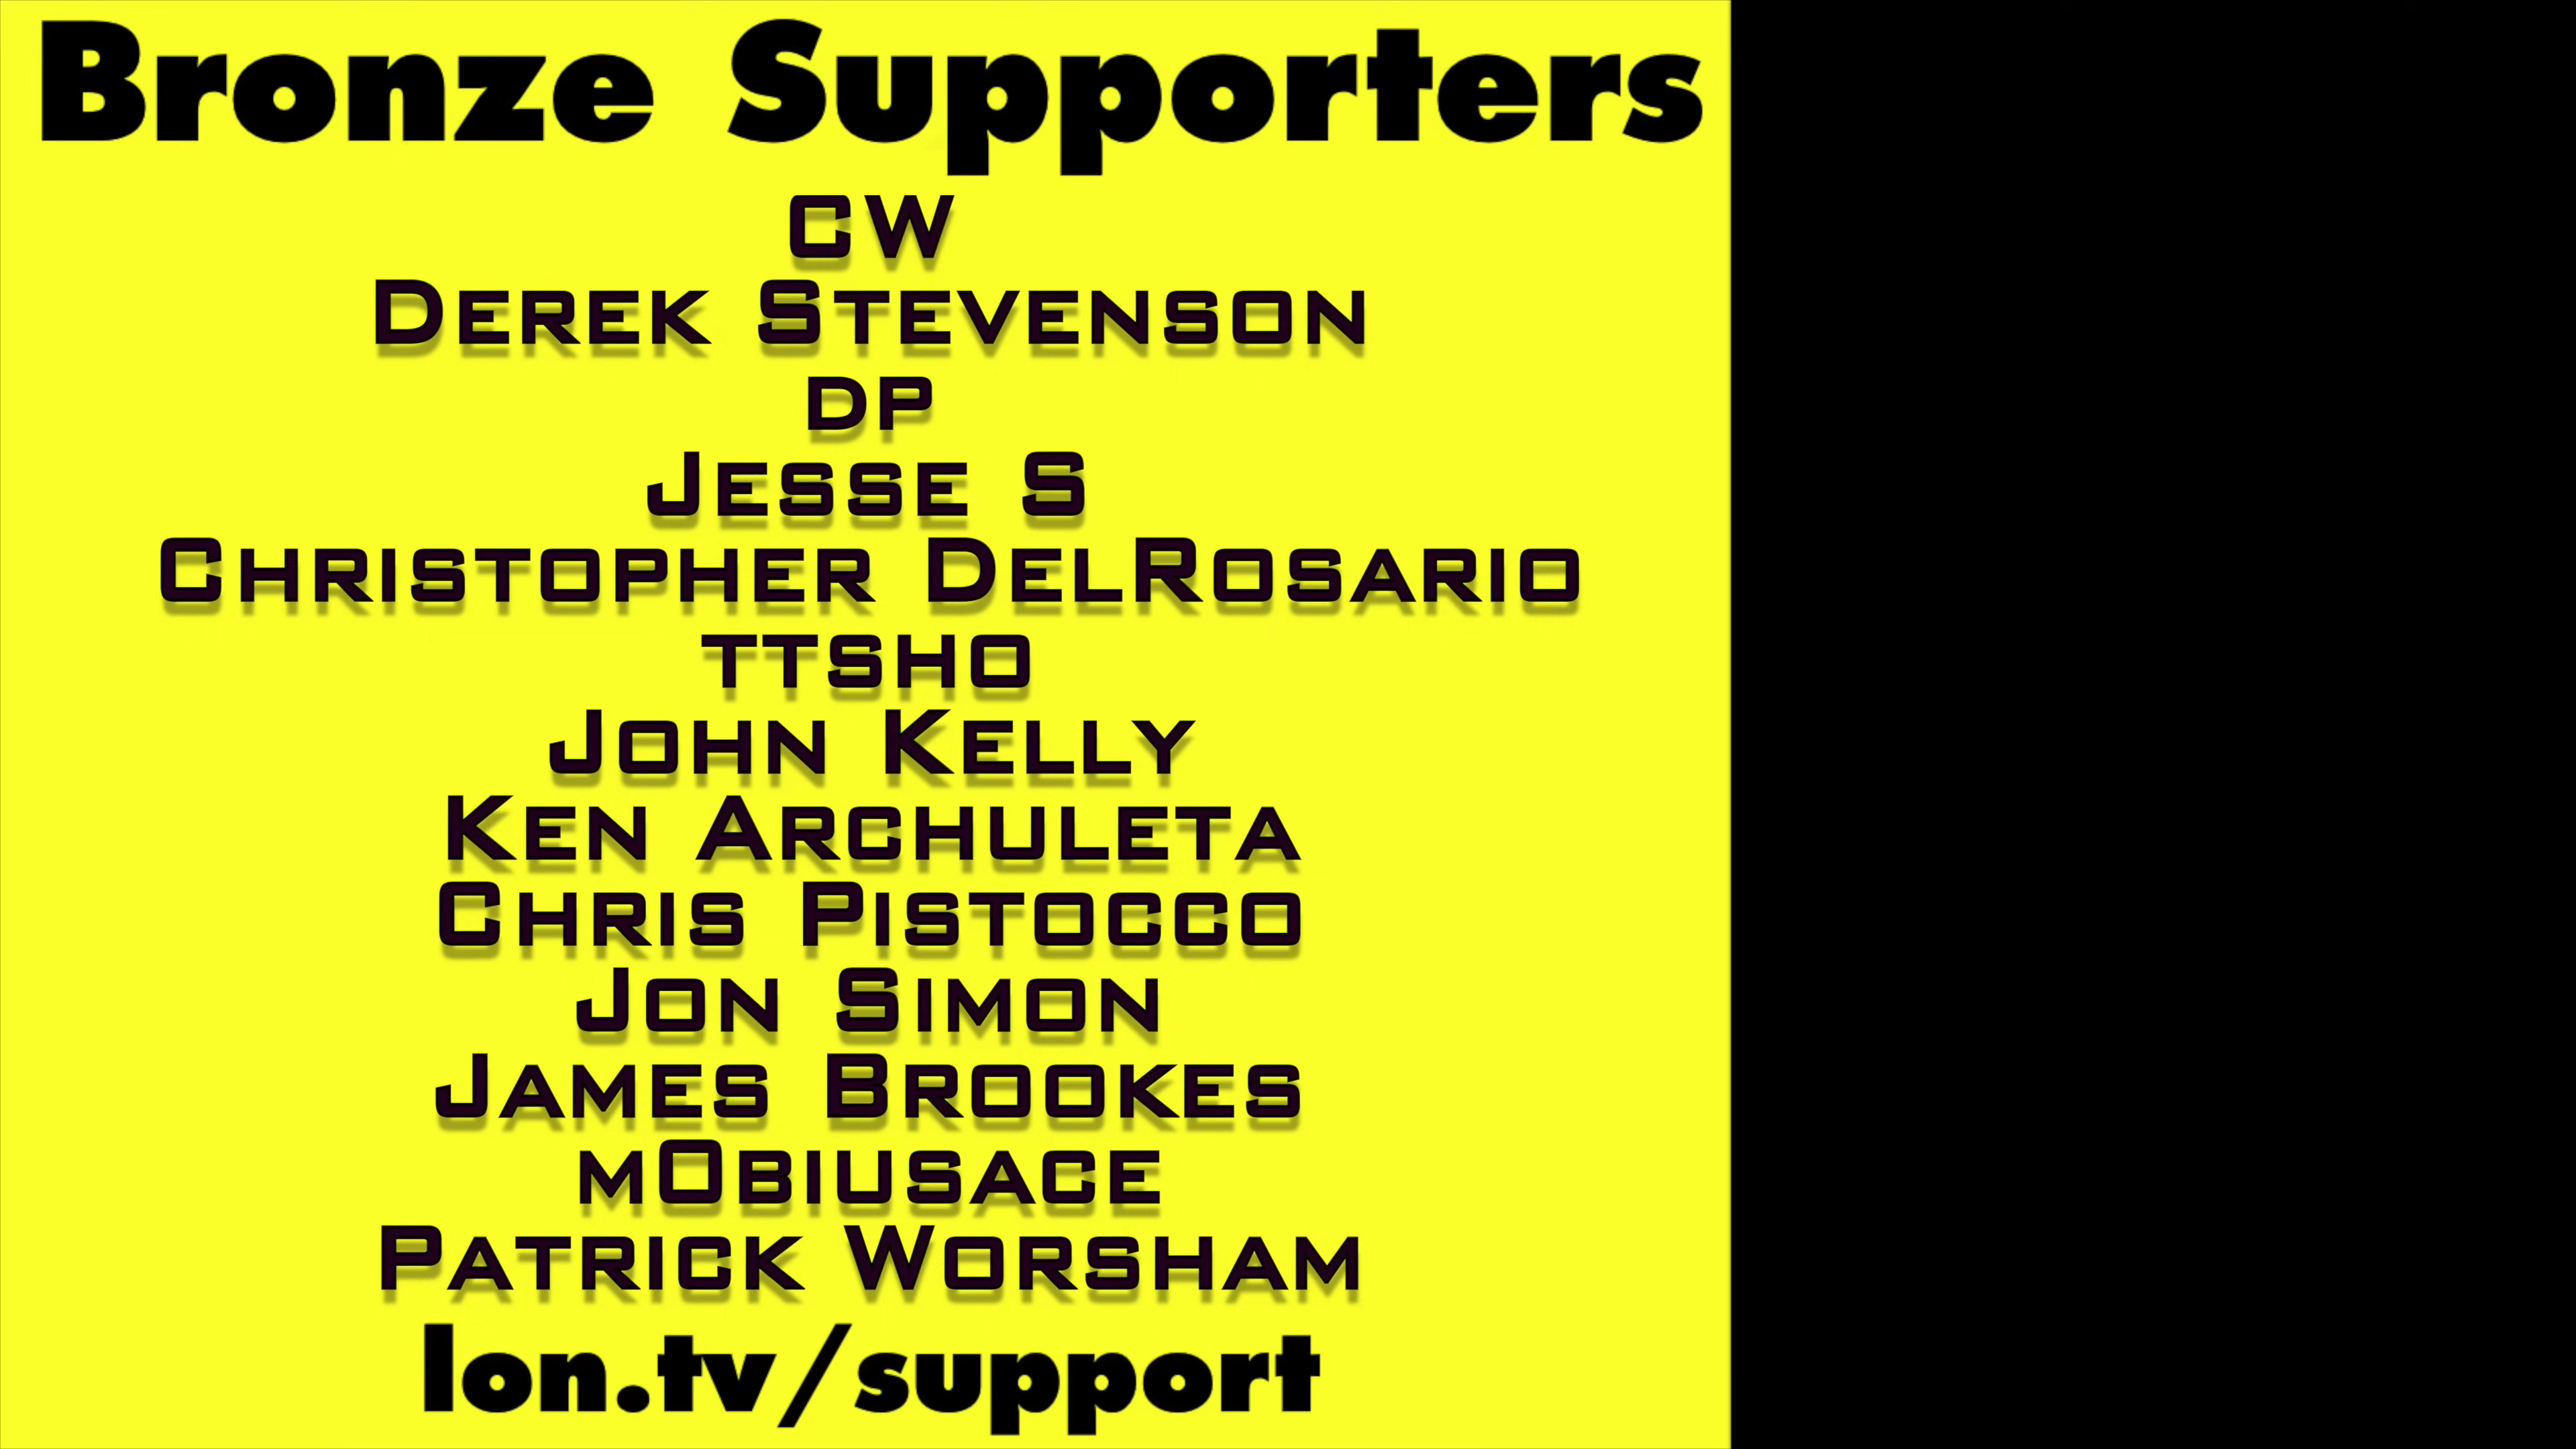 Bronze Supporters
CW
Derek Stevenson
dp
Jesse S
Christopher DelRosario
ttsho
John Kelly
Ken Archuleta
Chris Pistocco
Jon Simon
James Brookes
m0biusace
Patrick Worsham
lon.tv/support